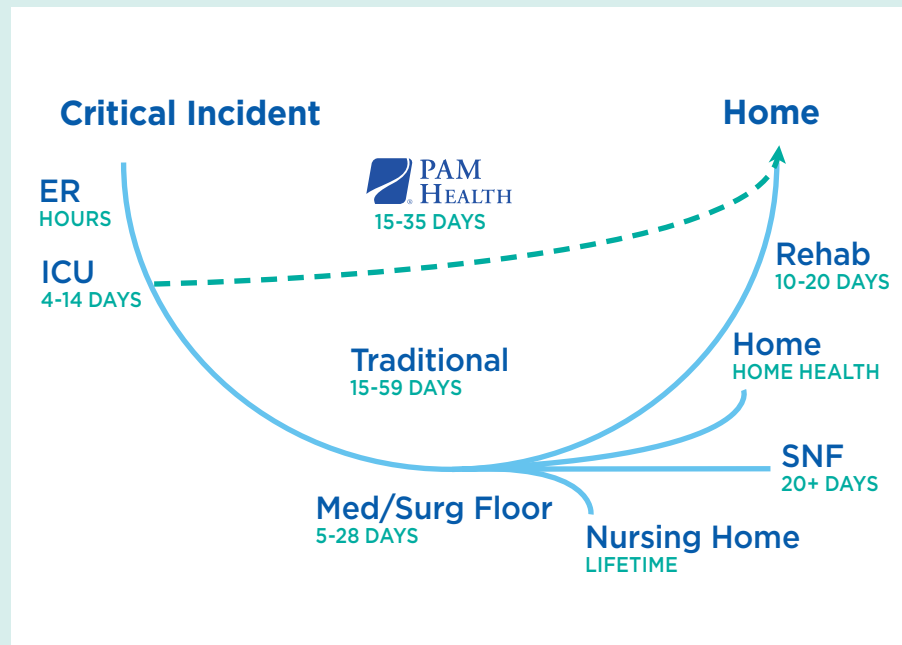 Critical Incident
Home
ER
HOURS
PAM
HEALTH
®
15-35 DAYS
ICU
4-14 DAYS
Rehab
10-20 DAYS
Traditional
15-59 DAYS
Home
HOME HEALTH
SNF
20+ DAYS
Med/Surg Floor
5-28 DAYS
Nursing Home
LIFETIME